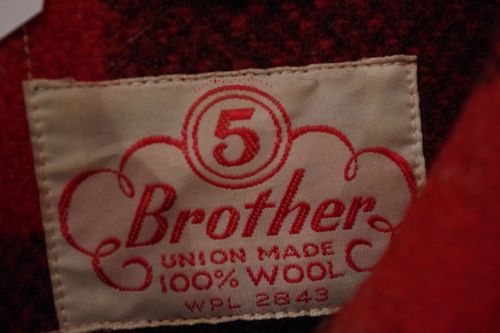 5
Brother
UNION MADE
100% WOOL
WPL 2843